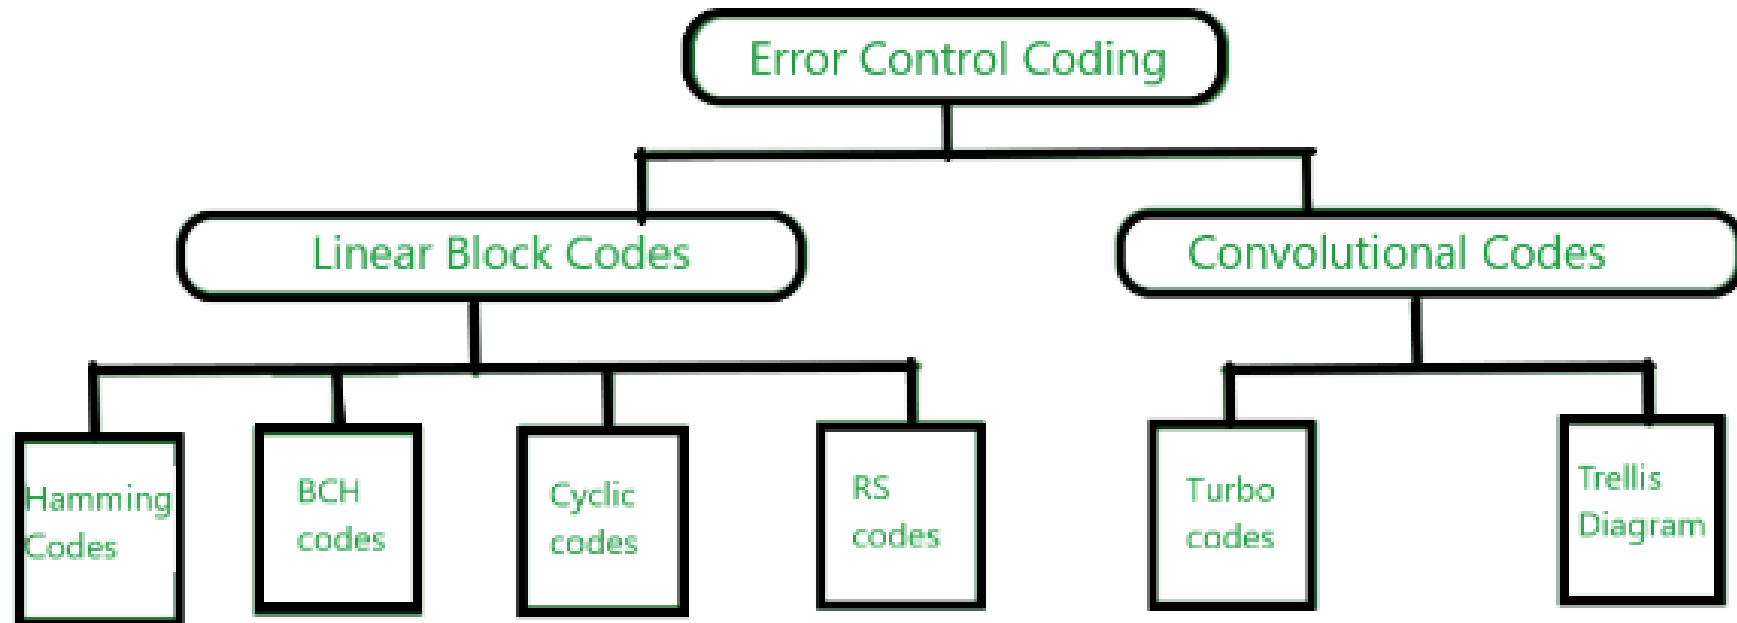 Error Control Coding
Linear Block Codes
Convolutional Codes
Hamming
Codes
BCH
codes
Cyclic
codes
RS
codes
Turbo
codes
Trellis
Diagram